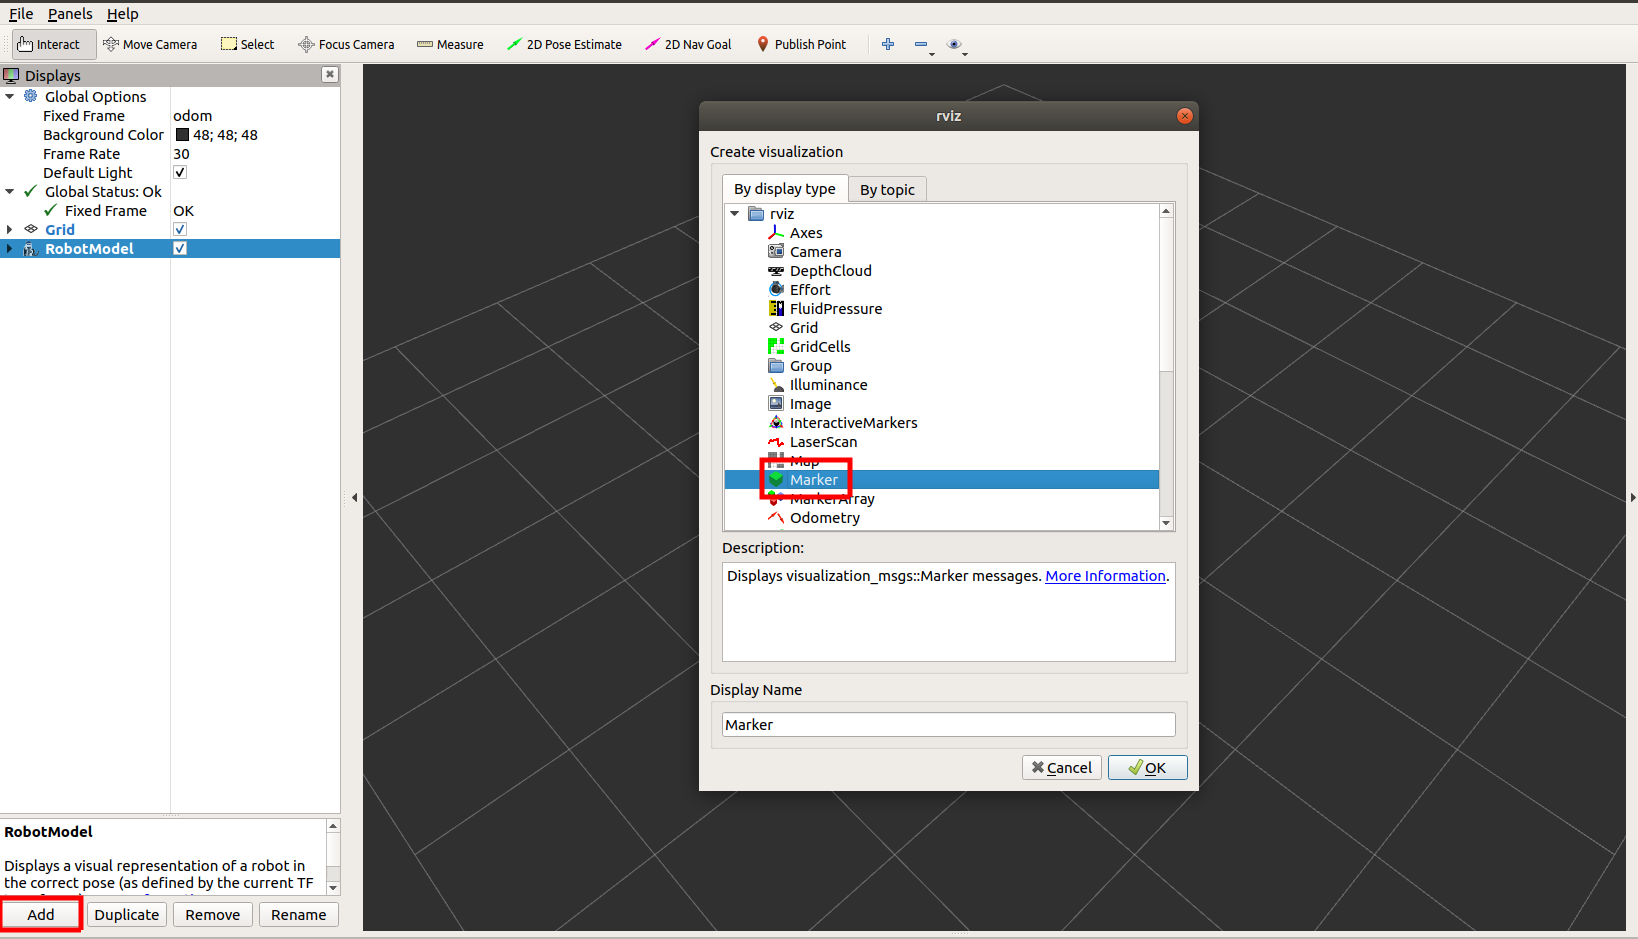 File Panels Help
Interact Move Camera Select Focus Camera Measure 2D Pose Estimate 2D Nav Goal Publish Point
Displays
Global Options
Fixed Frame odom
Background Color 48; 48; 48
Frame Rate 30
Default Light
Global Status: Ok
Fixed Frame OK
Grid
RobotModel
RobotModel
Displays a visual representation of a robot in
the correct pose (as defined by the current TF
Add Duplicate Remove Rename
rviz
Create visualization
By display type By topic
rviz
Axes
Camera
DepthCloud
Effort
FluidPressure
Grid
GridCells
Group
Illuminance
Image
InteractiveMarkers
LaserScan
Map
Marker
MarkerArray
Odometry
Description:
Displays visualization_msgs::Marker messages. More Information.
Display Name
Marker
Cancel OK